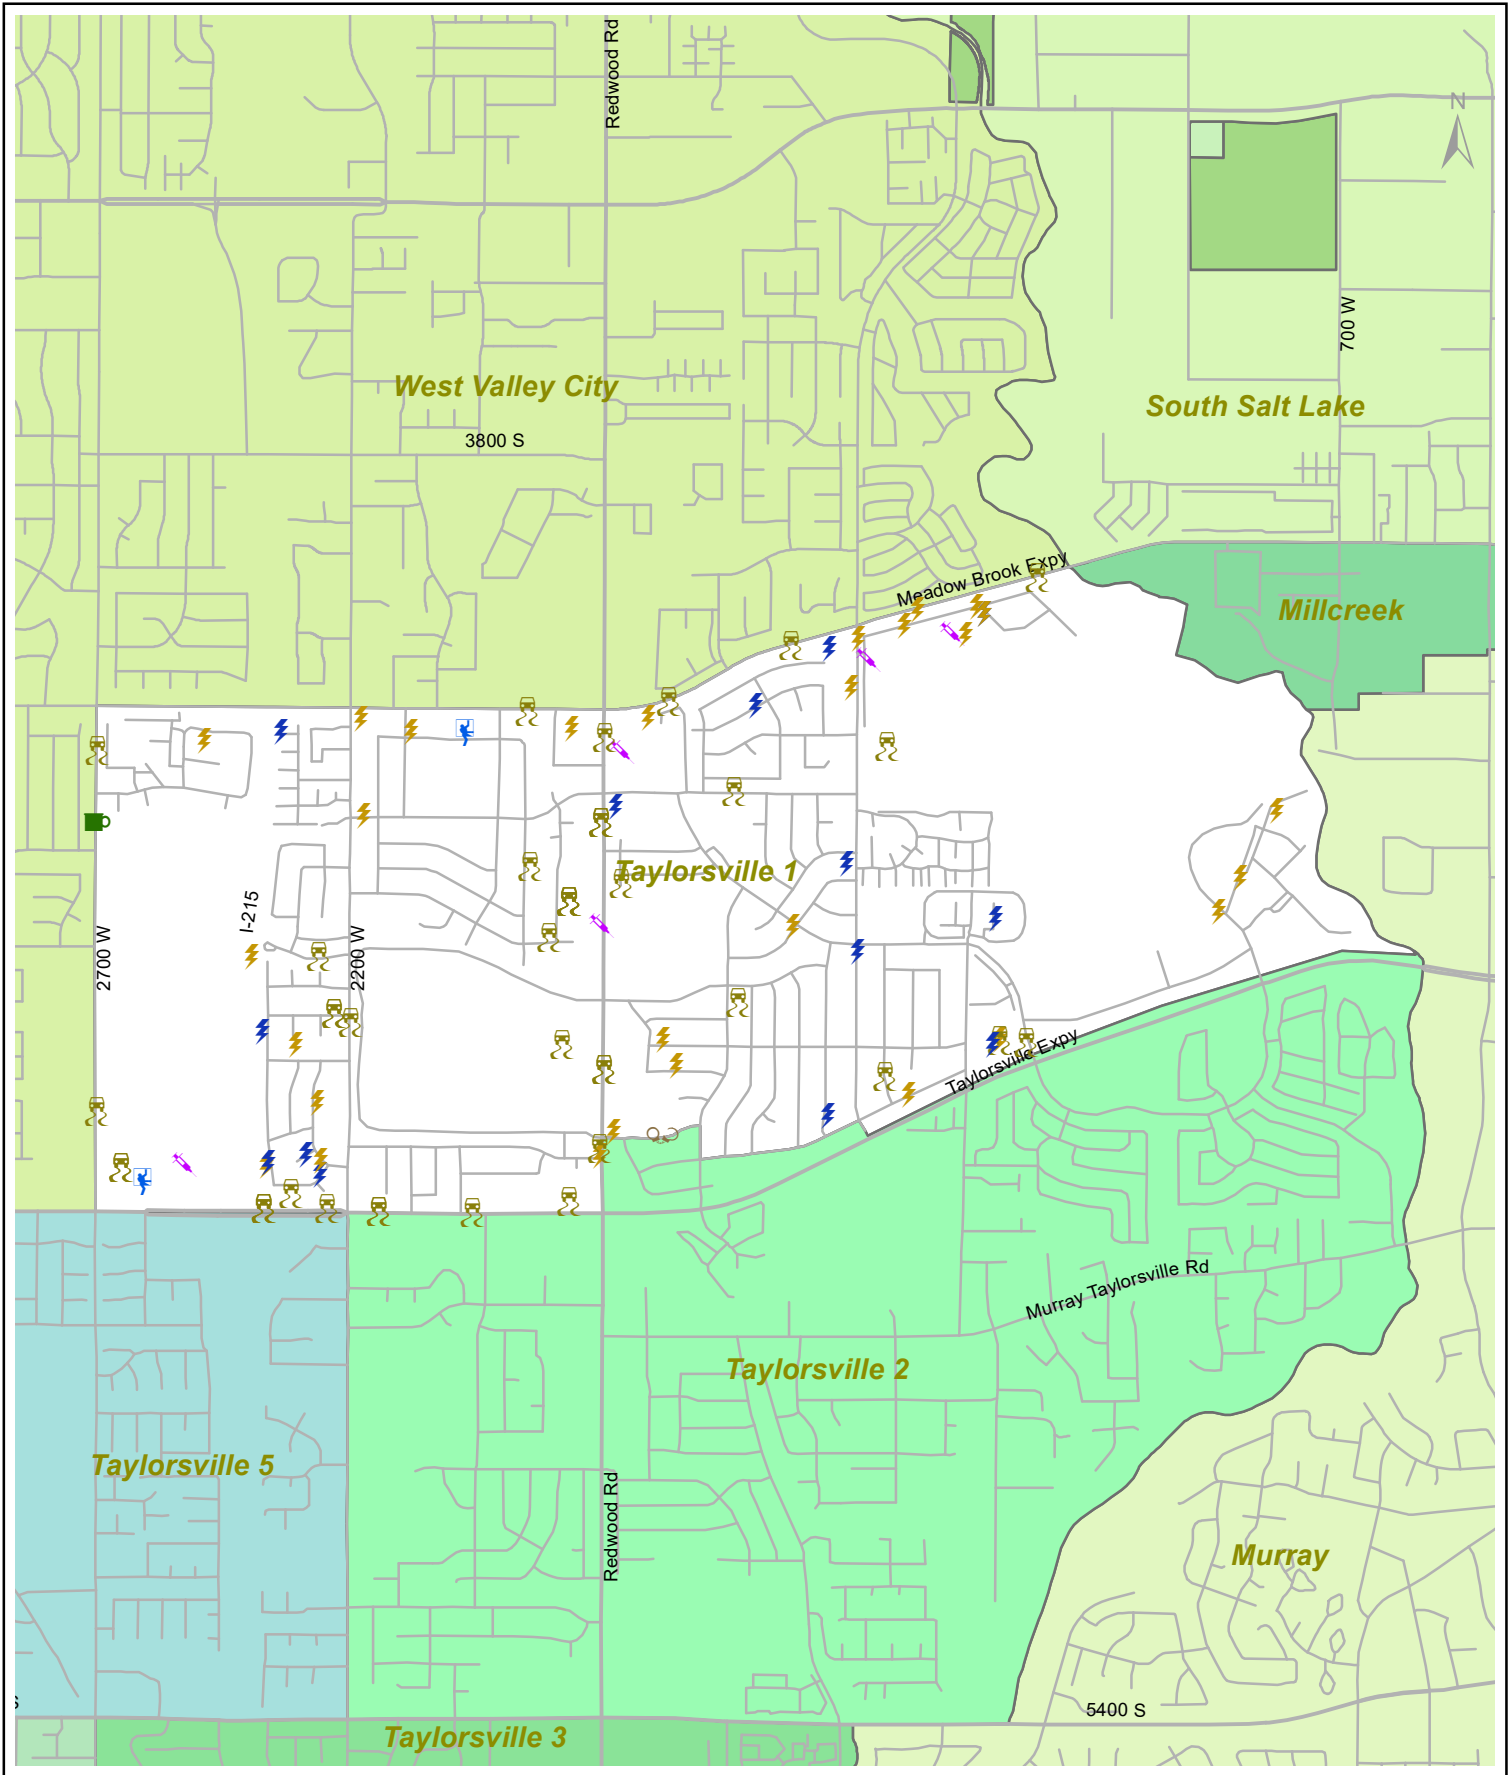 Redwood Rd
N
700 W
West Valley City
South Salt Lake
3800 S
Meadow Brook Expy
Millcreek
Taylorsville 1
I-215
2700 W
2200 W
Taylorsville Expy
Murray Taylorsville Rd
Taylorsville 2
Taylorsville 5
Redwood Rd
Murray
5400 S
Taylorsville 3